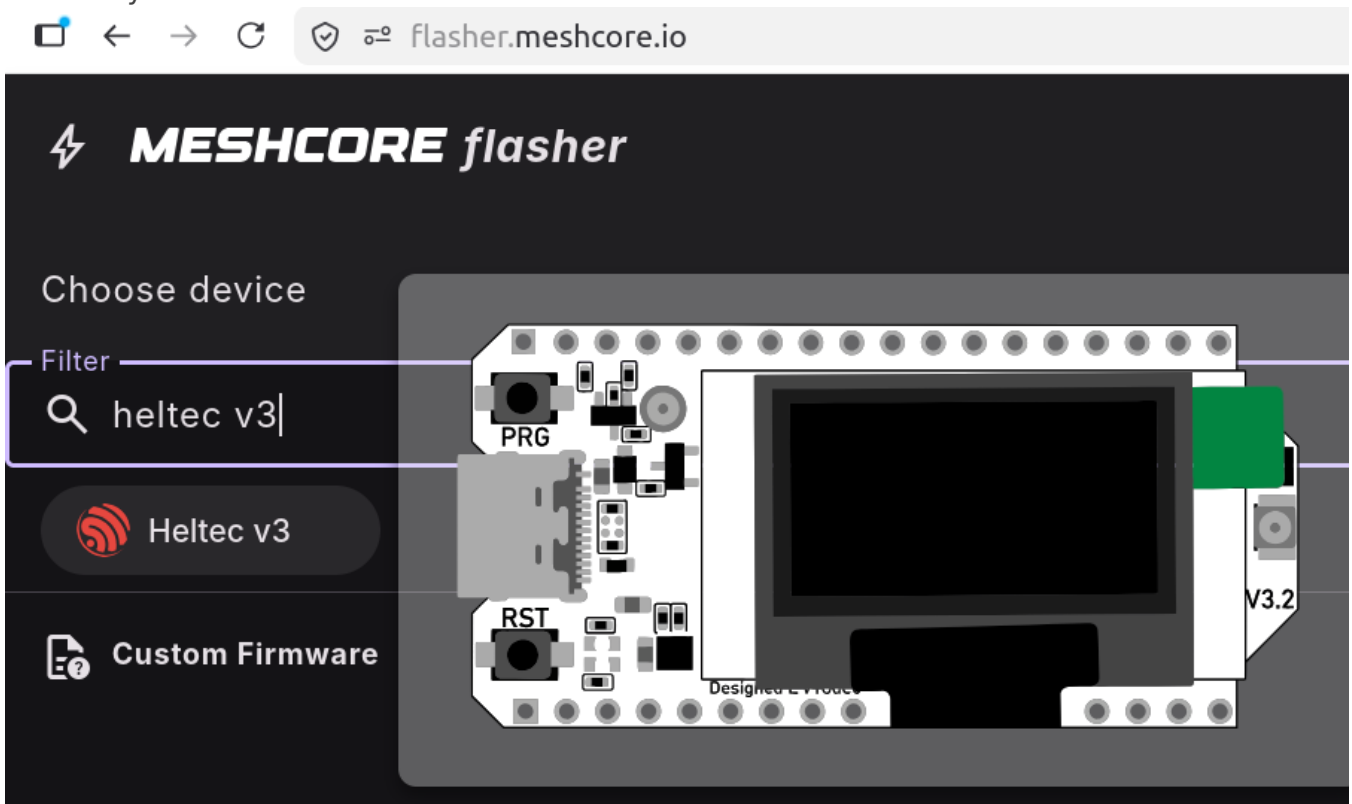 flasher.meshcore.io
MESHCORE flasher
Choose device
Filter
heltec v3
PRG
Heltec v3
RST
V3.2
Custom Firmware